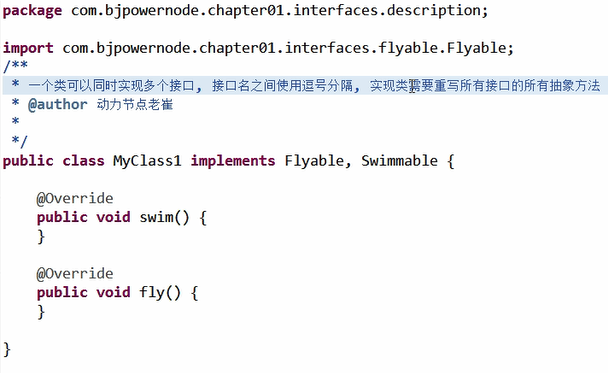 package com.bjpowernode.chapter01.interfaces.description;
import com.bjpowernode.chapter01.interfaces.flyable.Flyable;
/**
 * 一个类可以同时实现多个接口, 接口名之间使用逗号分隔, 实现类需要重写所有接口的所有抽象方法
 * @author 动力节点老崔
 *
 */
public class MyClass1 implements Flyable, Swimmable {
    @Override
    public void swim() {
    }
    @Override
    public void fly() {
    }
}